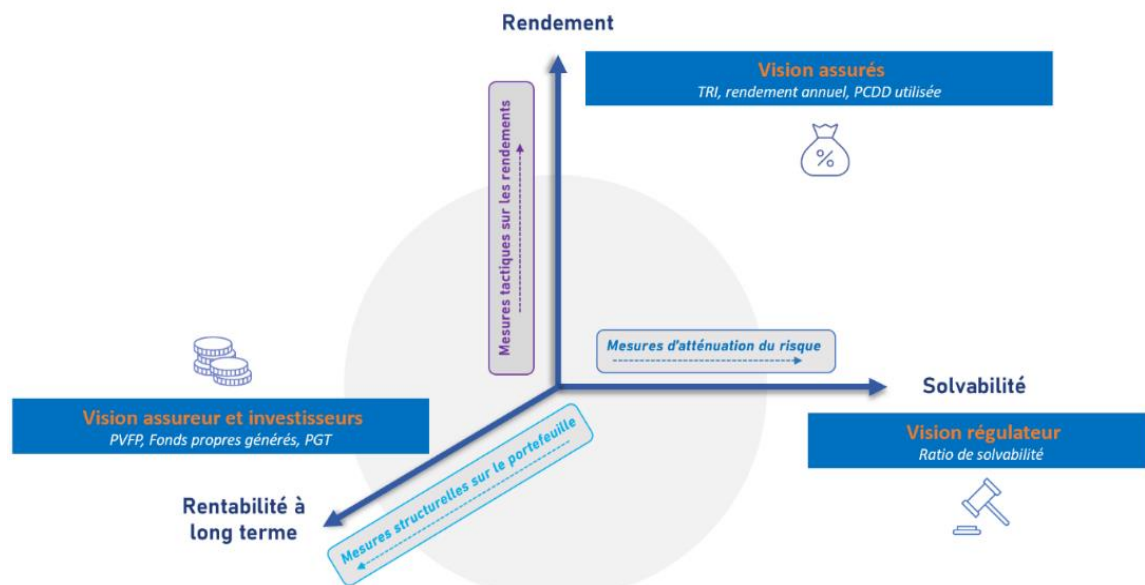 Rendement
Vision assurés
TRI, rendement annuel, PCDD utilisée
%
Mesures tactiques sur les rendements
Mesures d'atténuation du risque
Solvabilité
Vision assureur et investisseurs
PVFP, Fonds propres générés, PGT
Vision régulateur
Ratio de solvabilité
Mesures structurelles sur le portefeuille
Rentabilité à
long terme